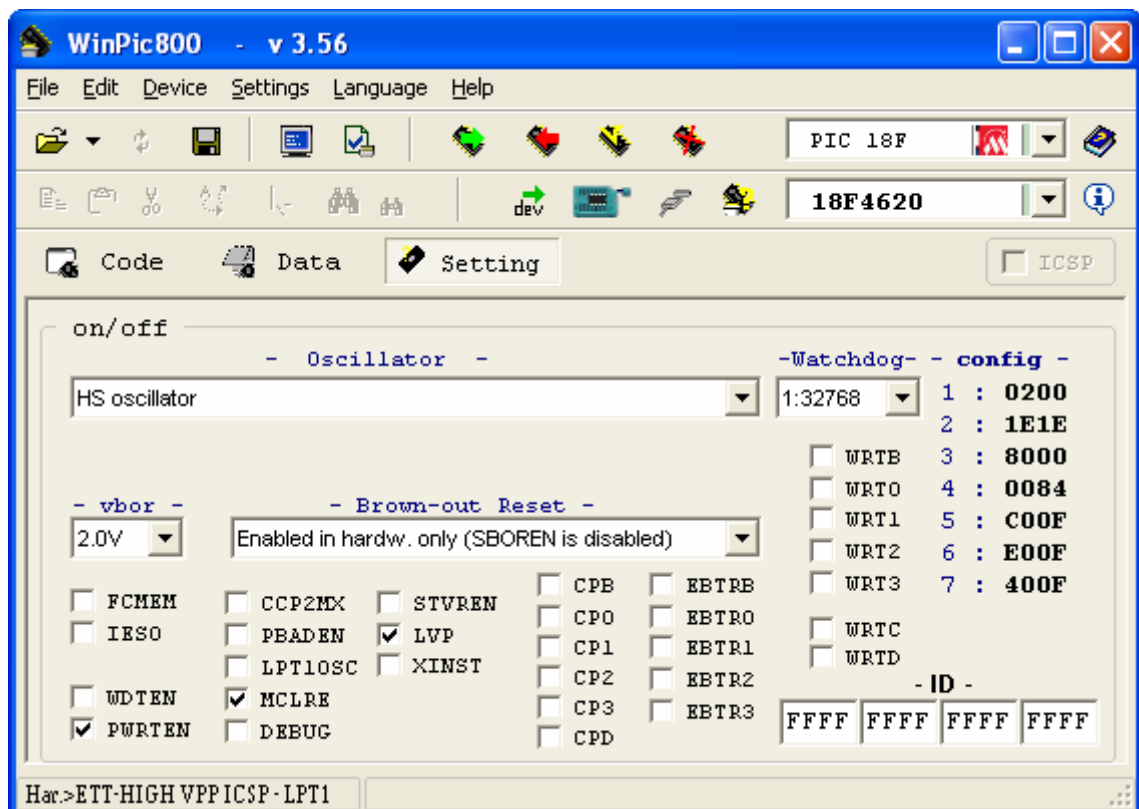 WinPic800 - v 3.56
File Edit Device Settings Language Help
PIC 18F
dev 18F4620
Code Data Setting ICSP
on/off
- Oscillator - -Watchdog- - config -
HS oscillator 1:32768 1 : 0200
2 : 1E1E
WRTB 3 : 8000
WRT0 4 : 0084
- vbor - - Brown-out Reset - WRT1 5 : C00F
2.0V Enabled in hardw. only (SBOREN is disabled) WRT2 6 : E00F
CPB EBTRB WRT3 7 : 400F
FCMEM CCP2MX STVREN CP0 EBTR0 WRTC
IESO PBADEN LVP CP1 EBTR1 WRTD
LPT1OSC XINST CP2 EBTR2 - ID -
WDTEN MCLRE CP3 EBTR3 FFFF FFFF FFFF FFFF
PWRTEN DEBUG CPD
Har.>ETT-HIGH VPP ICSP - LPT1